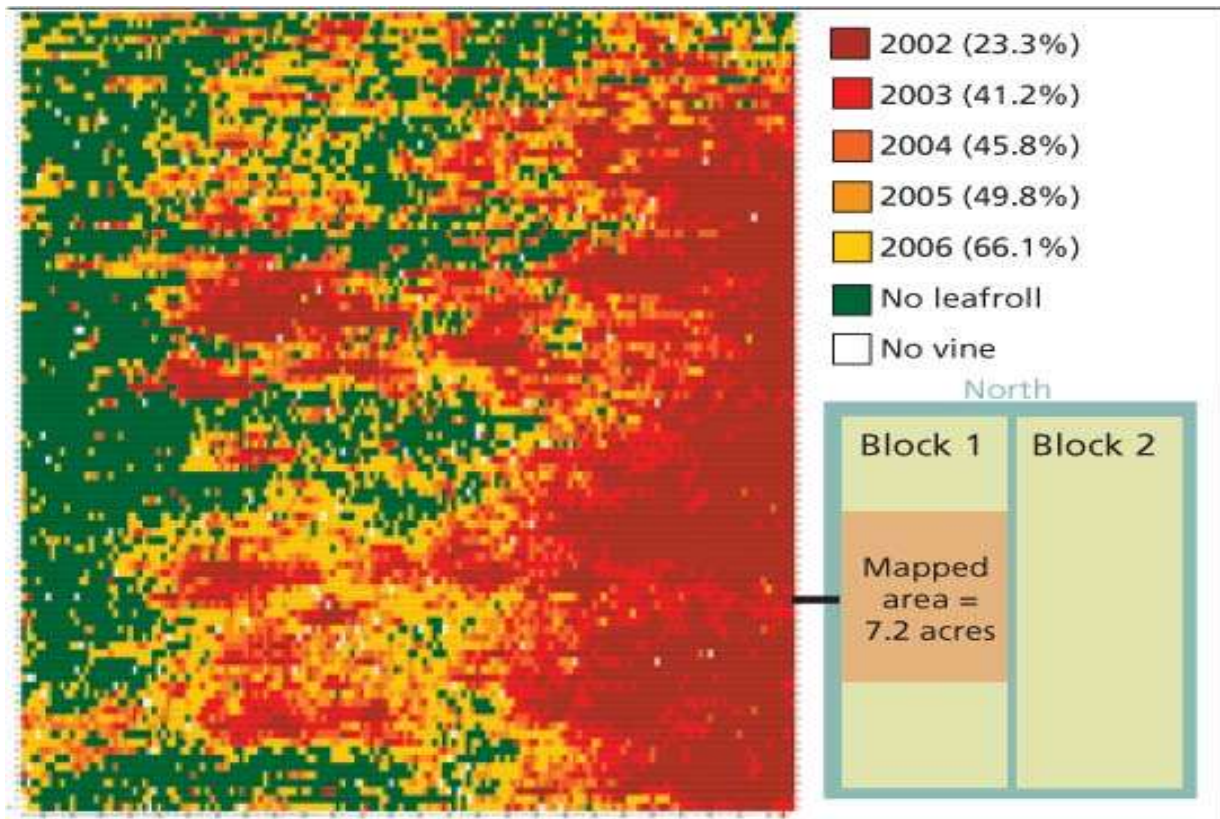 2002 (23.3%)
2003 (41.2%)
2004 (45.8%)
2005 (49.8%)
2006 (66.1%)
No leafroll
No vine
North
Block 1
Block 2
Mapped
area =
7.2 acres